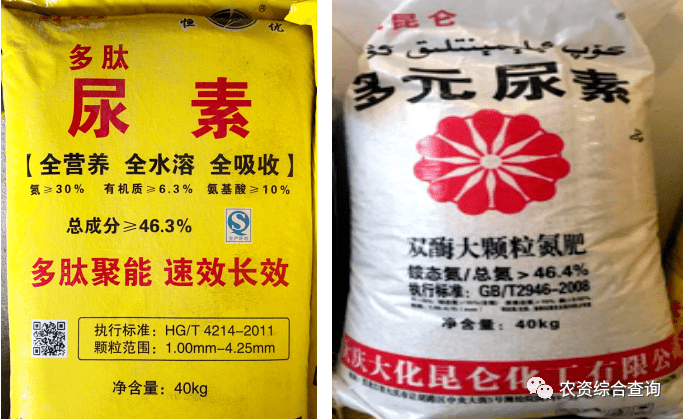 恒 优
多肽
尿素
【全营养 全水溶 全吸收】
氮≥30% 有机质≥6.3% 氨基酸≥10%
总成分≥46.3%
多肽聚能 速效长效
执行标准：HG/T 4214-2011
颗粒范围：1.00mm-4.25mm
净含量：40kg
昆仑
多元尿素
双酶大颗粒氮肥
铵态氮/总氮>46.4%
执行标准：GB/T2946-2008
净含量：40kg
庆大化昆仑化工有限公
农资综合查询